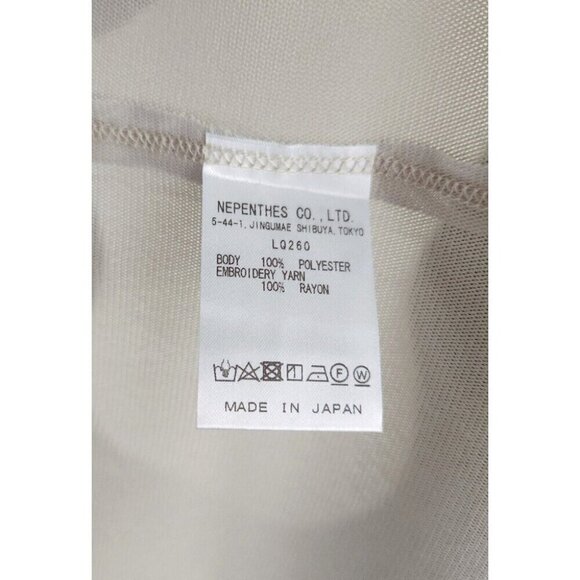 NEPENTHES CO., LTD.
5-44-1, JINGUMAE SHIBUYA, TOKYO
LQ260
BODY 100% POLYESTER
EMBROIDERY YARN
100% RAYON
F W
MADE IN JAPAN